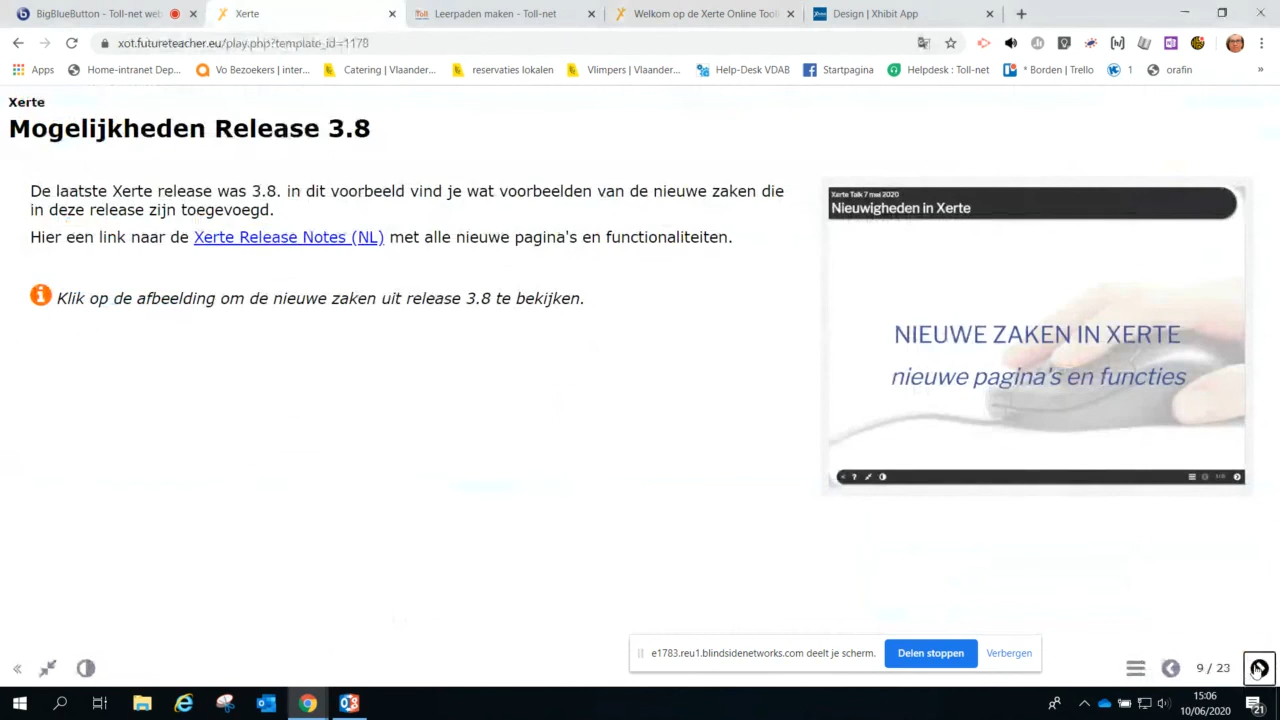 BigBlueButton - Toll-net web
Xerte
Leerpaden maken - Toll-net
Welkom op de Xerte Online Tool
Design | Xhibit App
xot.futureteacher.eu/play.php?template_id=1178
Apps
Home-intranet Dep...
Vo Bezoekers | inter...
Catering | Vlaander...
reservaties lokalen
Vlimpers | Vlaander...
Help-Desk VDAB
Startpagina
Helpdesk : Toll-net
* Borden | Trello
1
orafin
»
Xerte
Mogelijkheden Release 3.8
De laatste Xerte release was 3.8. in dit voorbeeld vind je wat voorbeelden van de nieuwe zaken die
in deze release zijn toegevoegd.
Hier een link naar de Xerte Release Notes (NL) met alle nieuwe pagina's en functionaliteiten.
Klik op de afbeelding om de nieuwe zaken uit release 3.8 te bekijken.
Xerte Talk 7 mei 2020
Nieuwigheden in Xerte
NIEUWE ZAKEN IN XERTE
nieuwe pagina's en functies
e1783.reu1.blindsidenetworks.com deelt je scherm.
Delen stoppen
Verbergen
9 / 23
15:06
10/06/2020
21